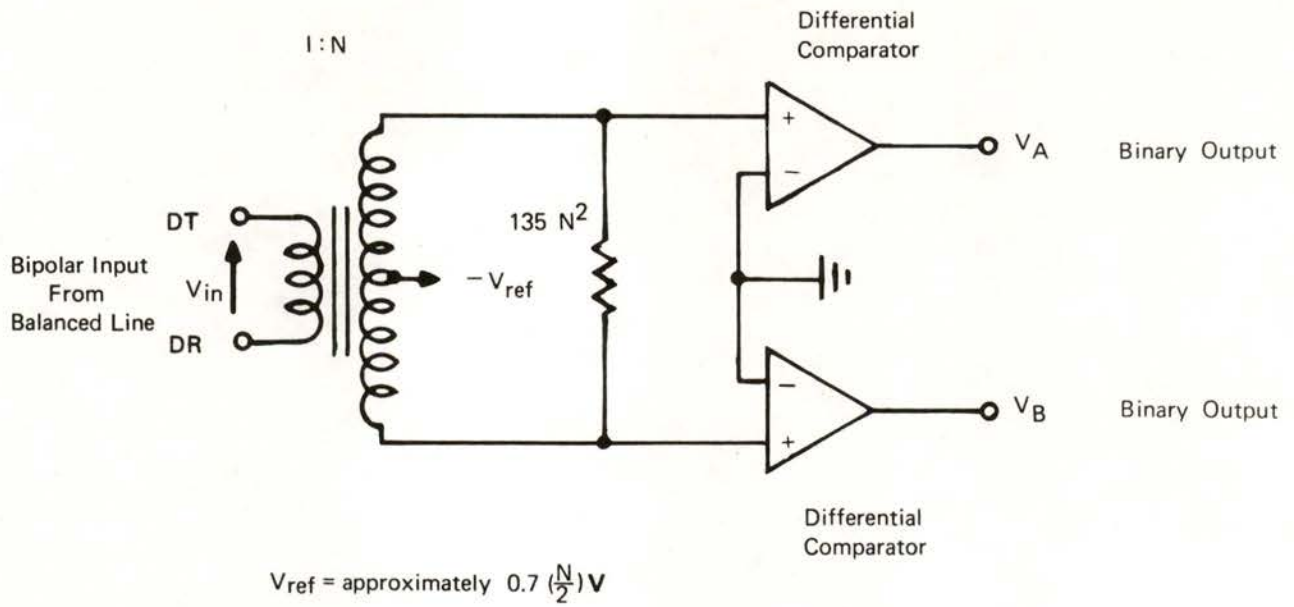 I : N
Differential
Comparator
+
−
V_A
Binary Output
DT
135 N²
Bipolar Input
From
Balanced Line
V_in
− V_ref
DR
−
+
V_B
Binary Output
Differential
Comparator
V_ref = approximately 0.7 (N/2) V